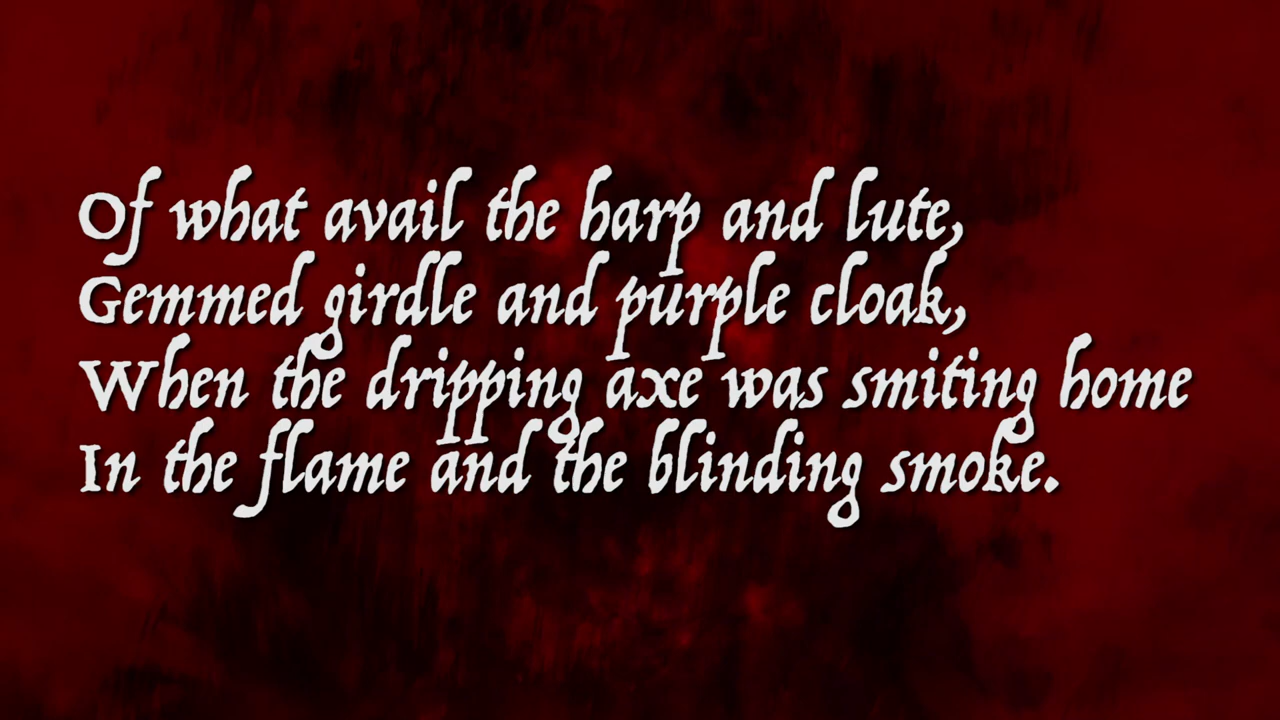 Of what avail the harp and lute,
Gemmed girdle and purple cloak,
When the dripping axe was smiting home
In the flame and the blinding smoke.